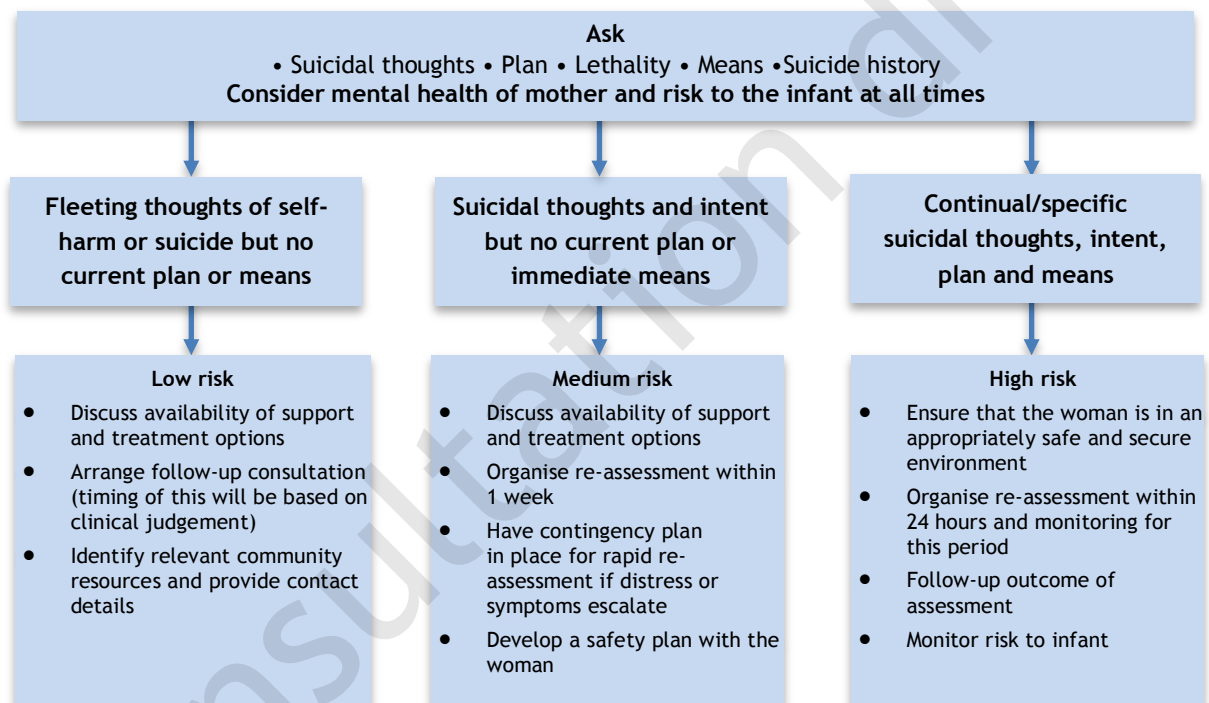 Ask
• Suicidal thoughts • Plan • Lethality • Means •Suicide history
Consider mental health of mother and risk to the infant at all times
Fleeting thoughts of self-
harm or suicide but no
current plan or means
Suicidal thoughts and intent
but no current plan or
immediate means
Continual/specific
suicidal thoughts, intent,
plan and means
Low risk
• Discuss availability of support
and treatment options
• Arrange follow-up consultation
(timing of this will be based on
clinical judgement)
• Identify relevant community
resources and provide contact
details
Medium risk
• Discuss availability of support
and treatment options
• Organise re-assessment within
1 week
• Have contingency plan
in place for rapid re-
assessment if distress or
symptoms escalate
• Develop a safety plan with the
woman
High risk
• Ensure that the woman is in an
appropriately safe and secure
environment
• Organise re-assessment within
24 hours and monitoring for
this period
• Follow-up outcome of
assessment
• Monitor risk to infant